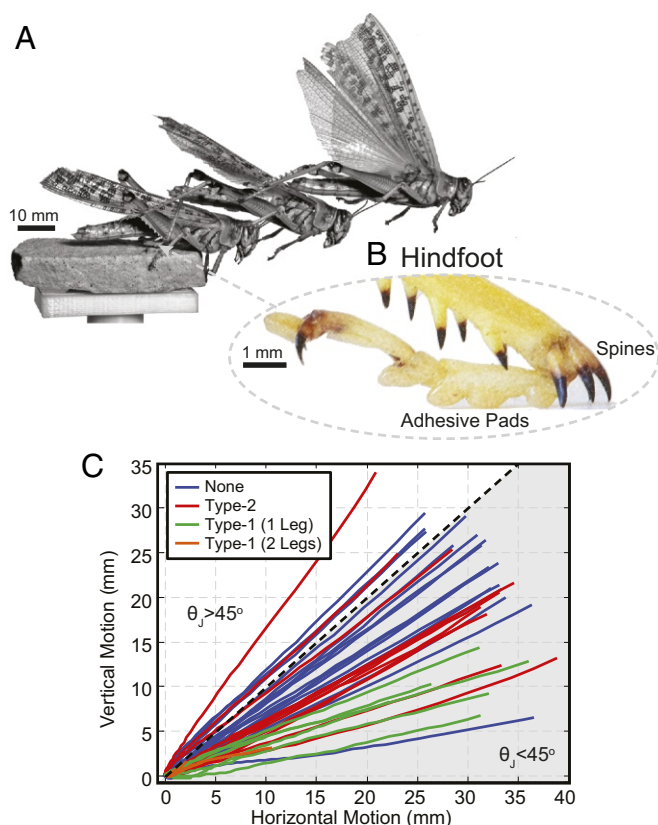 A
10 mm
B Hindfoot
1 mm
Spines
Adhesive Pads
C
35
30
25
20
15
10
5
0
Vertical Motion (mm)
None
Type-2
Type-1 (1 Leg)
Type-1 (2 Legs)
θJ>45o
θJ<45o
0 5 10 15 20 25 30 35 40
Horizontal Motion (mm)